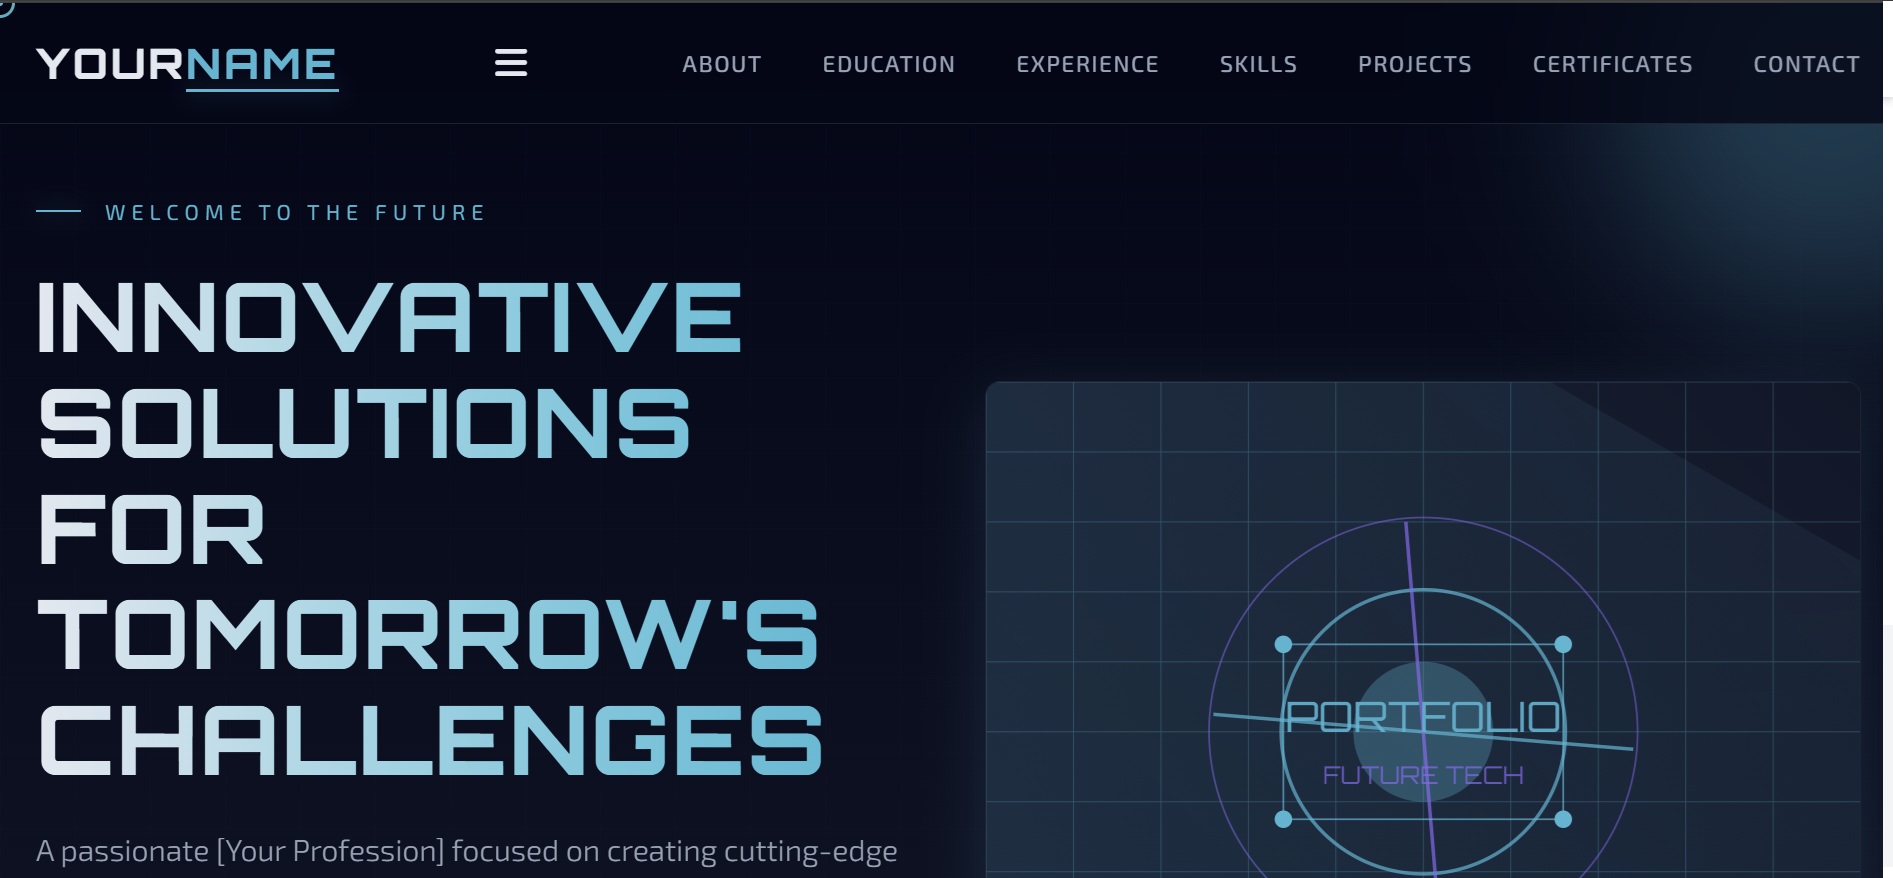 YOURNAME
ABOUT EDUCATION EXPERIENCE SKILLS PROJECTS CERTIFICATES CONTACT
WELCOME TO THE FUTURE
INNOVATIVE
SOLUTIONS
FOR
TOMORROW'S
CHALLENGES
A passionate [Your Profession] focused on creating cutting-edge
PORTFOLIO
FUTURE TECH